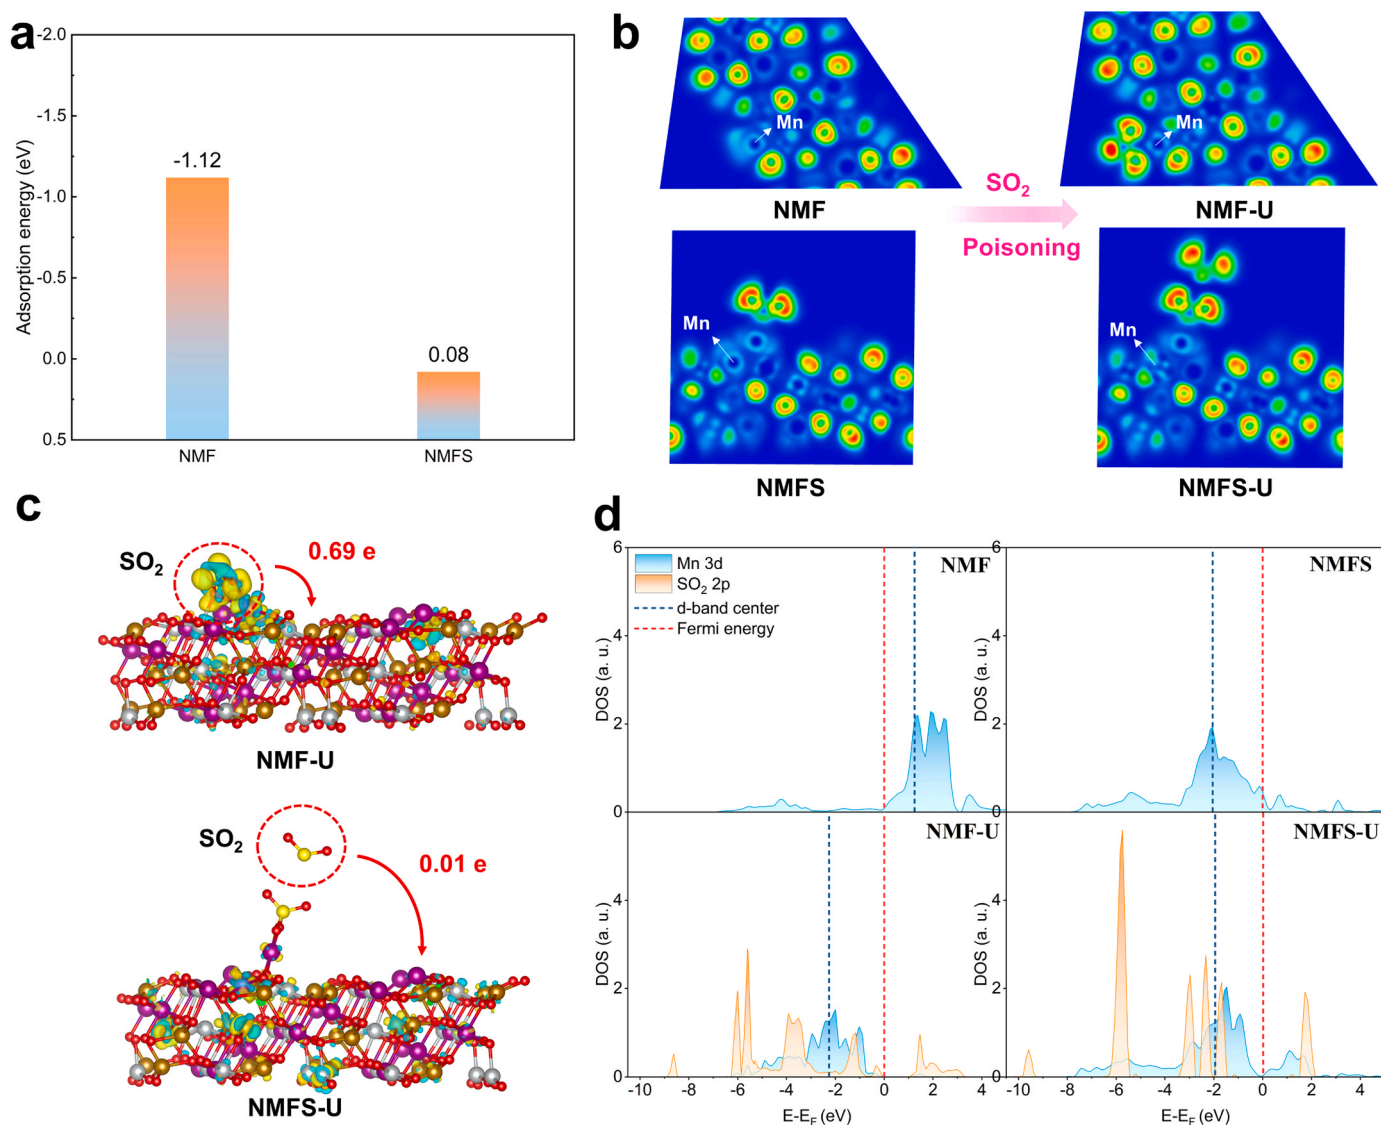 a
-2.0
-1.5
-1.0
-0.5
0.0
0.5
Adsorption energy (eV)
-1.12
0.08
NMF
NMFS
b
Mn
NMF
SO₂
Poisoning
Mn
NMF-U
Mn
NMFS
Mn
NMFS-U
c
SO₂
0.69 e
NMF-U
SO₂
0.01 e
NMFS-U
d
6
4
2
0
DOS (a. u.)
Mn 3d
SO₂ 2p
d-band center
Fermi energy
NMF
6
4
2
0
DOS (a. u.)
NMFS
4
2
0
DOS (a. u.)
NMF-U
-10 -8 -6 -4 -2 0 2 4
E-E_F (eV)
4
2
0
DOS (a. u.)
NMFS-U
-10 -8 -6 -4 -2 0 2 4
E-E_F (eV)